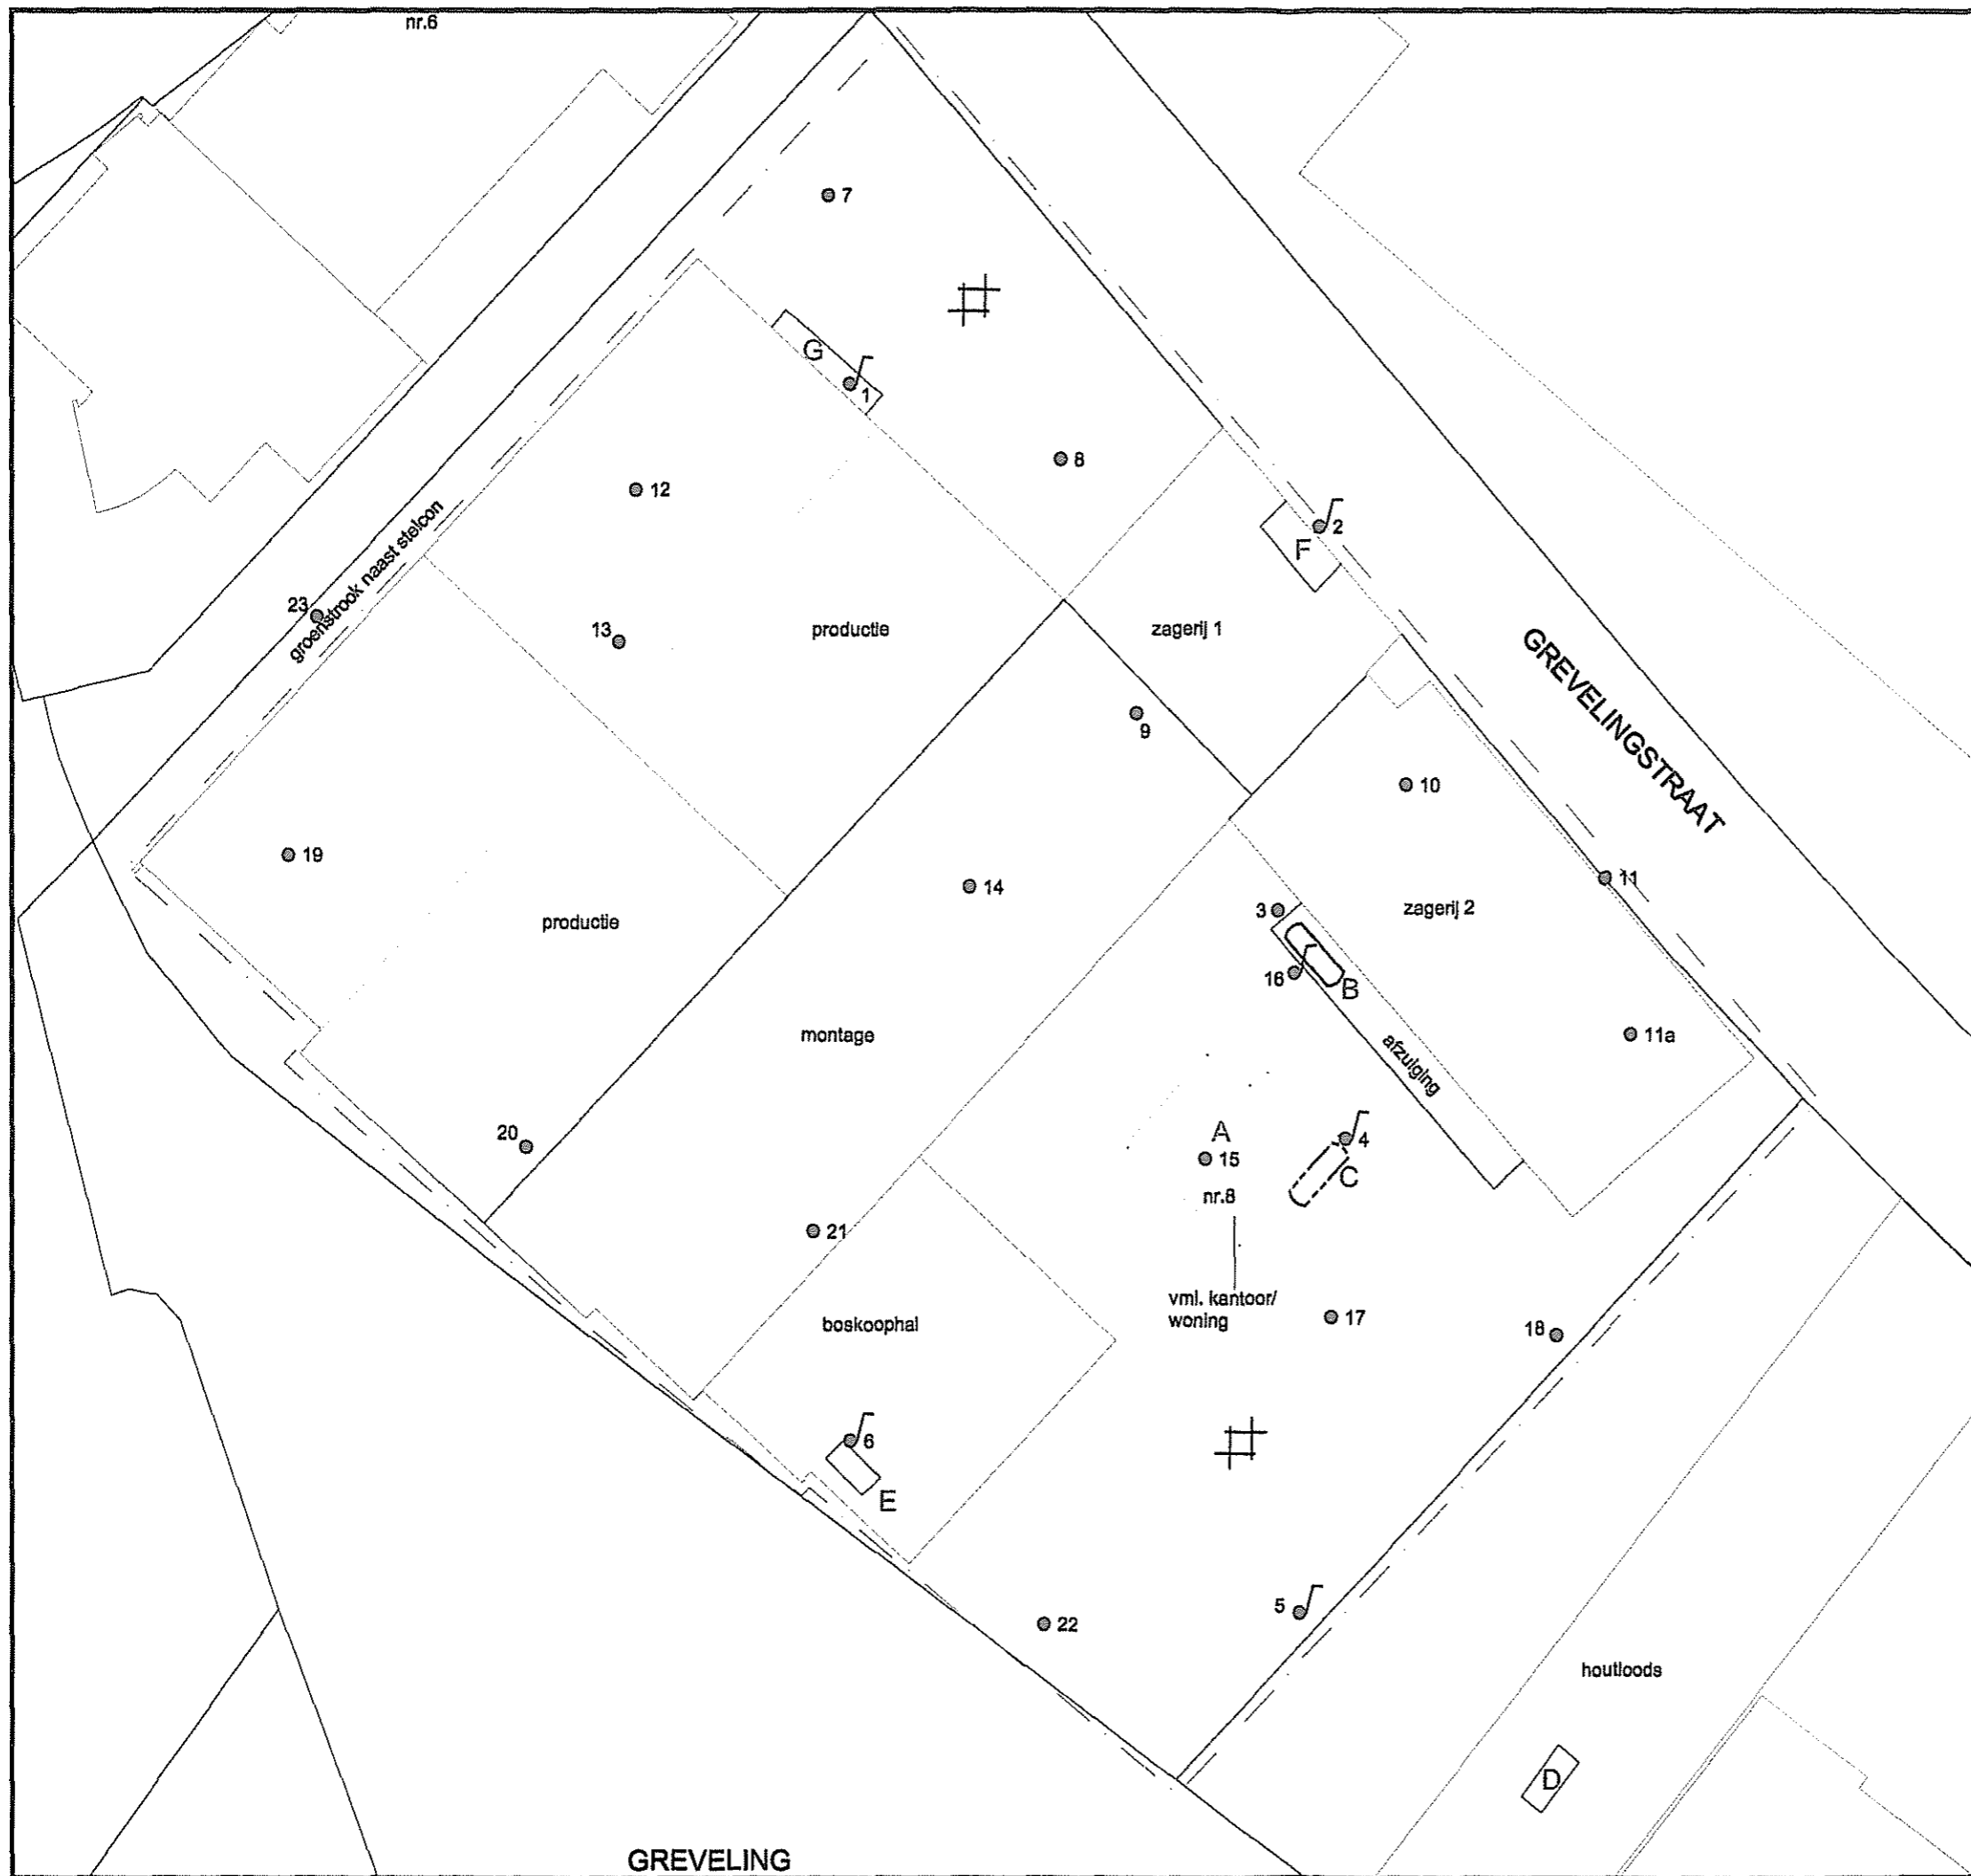 nr.6
7
G
1
8
12
2
F
groenstrook naast stelcon
23
13
productie
zagerij 1
GREVELINGSTRAAT
9
10
19
14
11
3
zagerij 2
productie
16
B
montage
11a
afzuiging
A
4
20
15
C
nr.8
21
vml. kantoor/
woning
17
boskoophal
18
6
E
5
22
houtloods
D
GREVELING